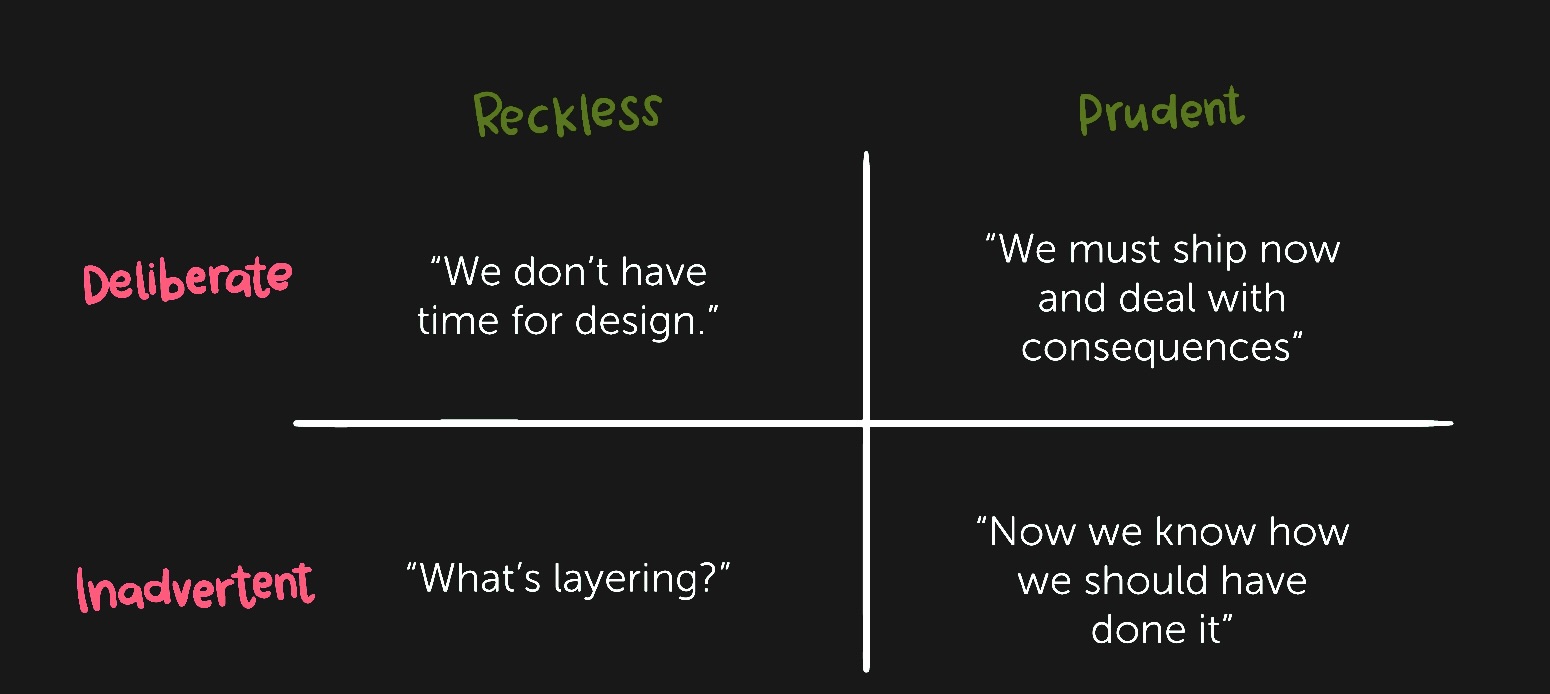 Reckless
Prudent
Deliberate
“We don’t have
time for design.”
“We must ship now
and deal with
consequences”
Inadvertent
“What’s layering?”
“Now we know how
we should have
done it”